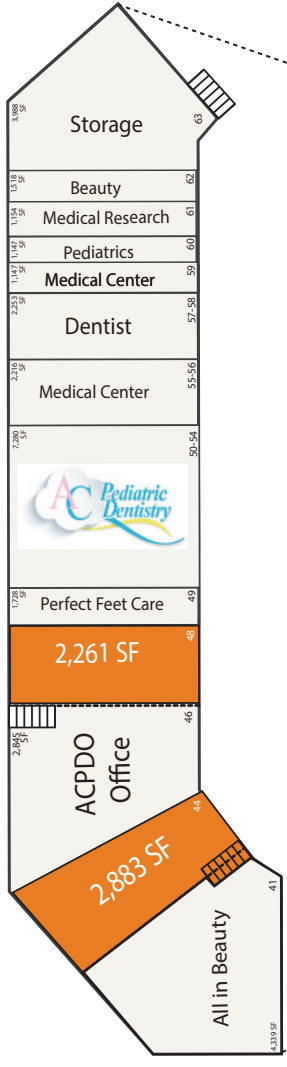 3,988
SF
Storage
63
1,518
SF
Beauty
62
1,154
SF
Medical Research
61
1,147
SF
Pediatrics
60
1,147
SF
Medical Center
59
2,253
SF
Dentist
57-58
2,216
SF
Medical Center
55-56
7,280
SF
50-54
AC Pediatric
Dentistry
1,728
SF
Perfect Feet Care
49
2,261 SF
48
2,845
SF
ACPDO
Office
46
2,883 SF
44
All in Beauty
41
4,339 SF